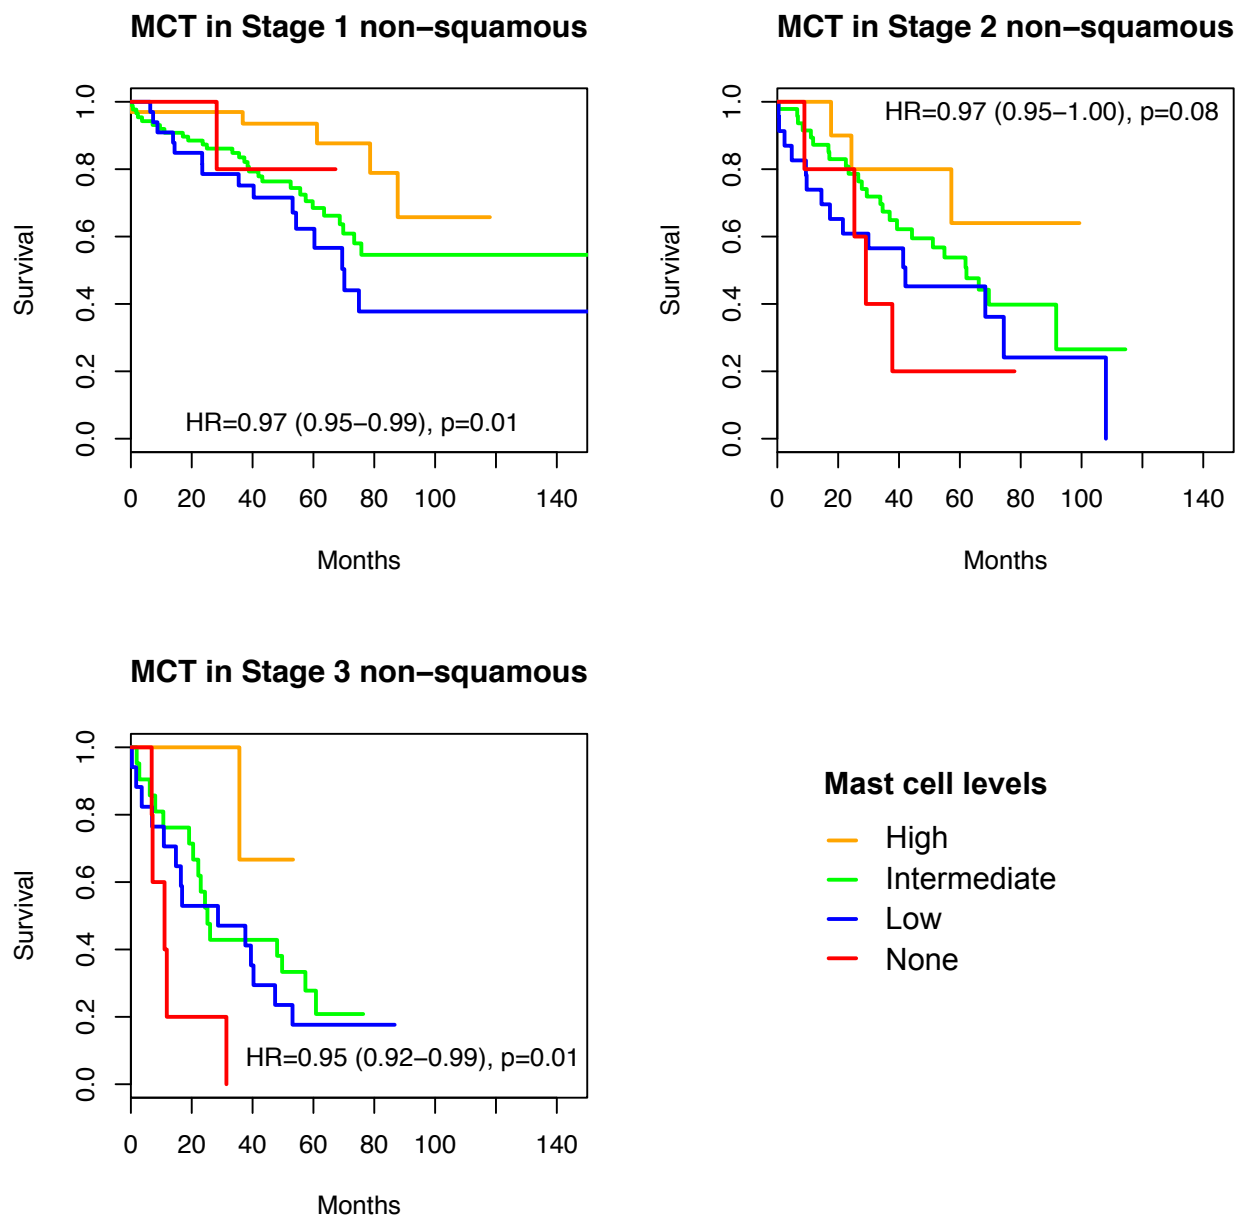 MCT in Stage 1 non−squamous
Survival
1.0
0.8
0.6
0.4
0.2
0.0
HR=0.97 (0.95−0.99), p=0.01
0 20 40 60 80 100 140
Months
MCT in Stage 2 non−squamous
Survival
1.0
0.8
0.6
0.4
0.2
0.0
HR=0.97 (0.95−1.00), p=0.08
0 20 40 60 80 100 140
Months
MCT in Stage 3 non−squamous
Survival
1.0
0.8
0.6
0.4
0.2
0.0
HR=0.95 (0.92−0.99), p=0.01
0 20 40 60 80 100 140
Months
Mast cell levels
High
Intermediate
Low
None